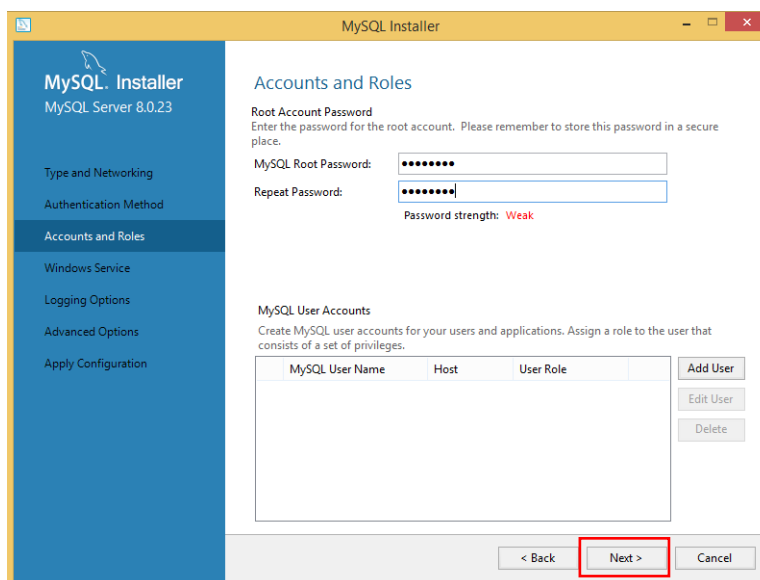 MySQL Installer
MySQL. Installer
MySQL Server 8.0.23
Type and Networking
Authentication Method
Accounts and Roles
Windows Service
Logging Options
Advanced Options
Apply Configuration
Accounts and Roles
Root Account Password
Enter the password for the root account. Please remember to store this password in a secure
place.
MySQL Root Password: ●●●●●●●●
Repeat Password: ●●●●●●●●
Password strength: Weak
MySQL User Accounts
Create MySQL user accounts for your users and applications. Assign a role to the user that
consists of a set of privileges.
MySQL User Name Host User Role
Add User
Edit User
Delete
< Back Next > Cancel